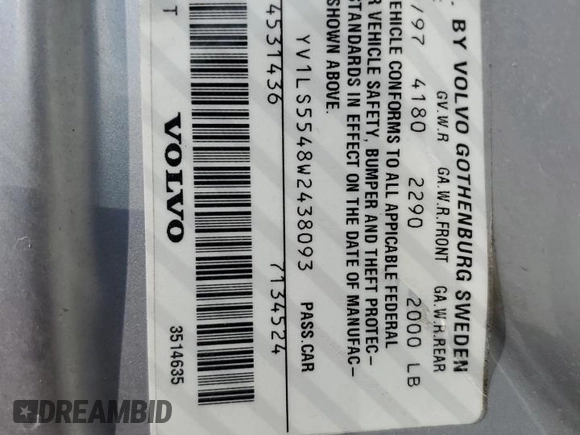 BY VOLVO GOTHENBURG SWEDEN
GV.W.R GA.W.R.FRONT GA.W.R.REAR
/97 4180 2290 2000 LB
VEHICLE CONFORMS TO ALL APPLICABLE FEDERAL
R VEHICLE SAFETY, BUMPER AND THEFT PROTEC-
STANDARDS IN EFFECT ON THE DATE OF MANUFAC-
SHOWN ABOVE.
YV1LS5548W2438093 PASS.CAR
4531436 7134524
VOLVO
T 3514635
DREAMBID